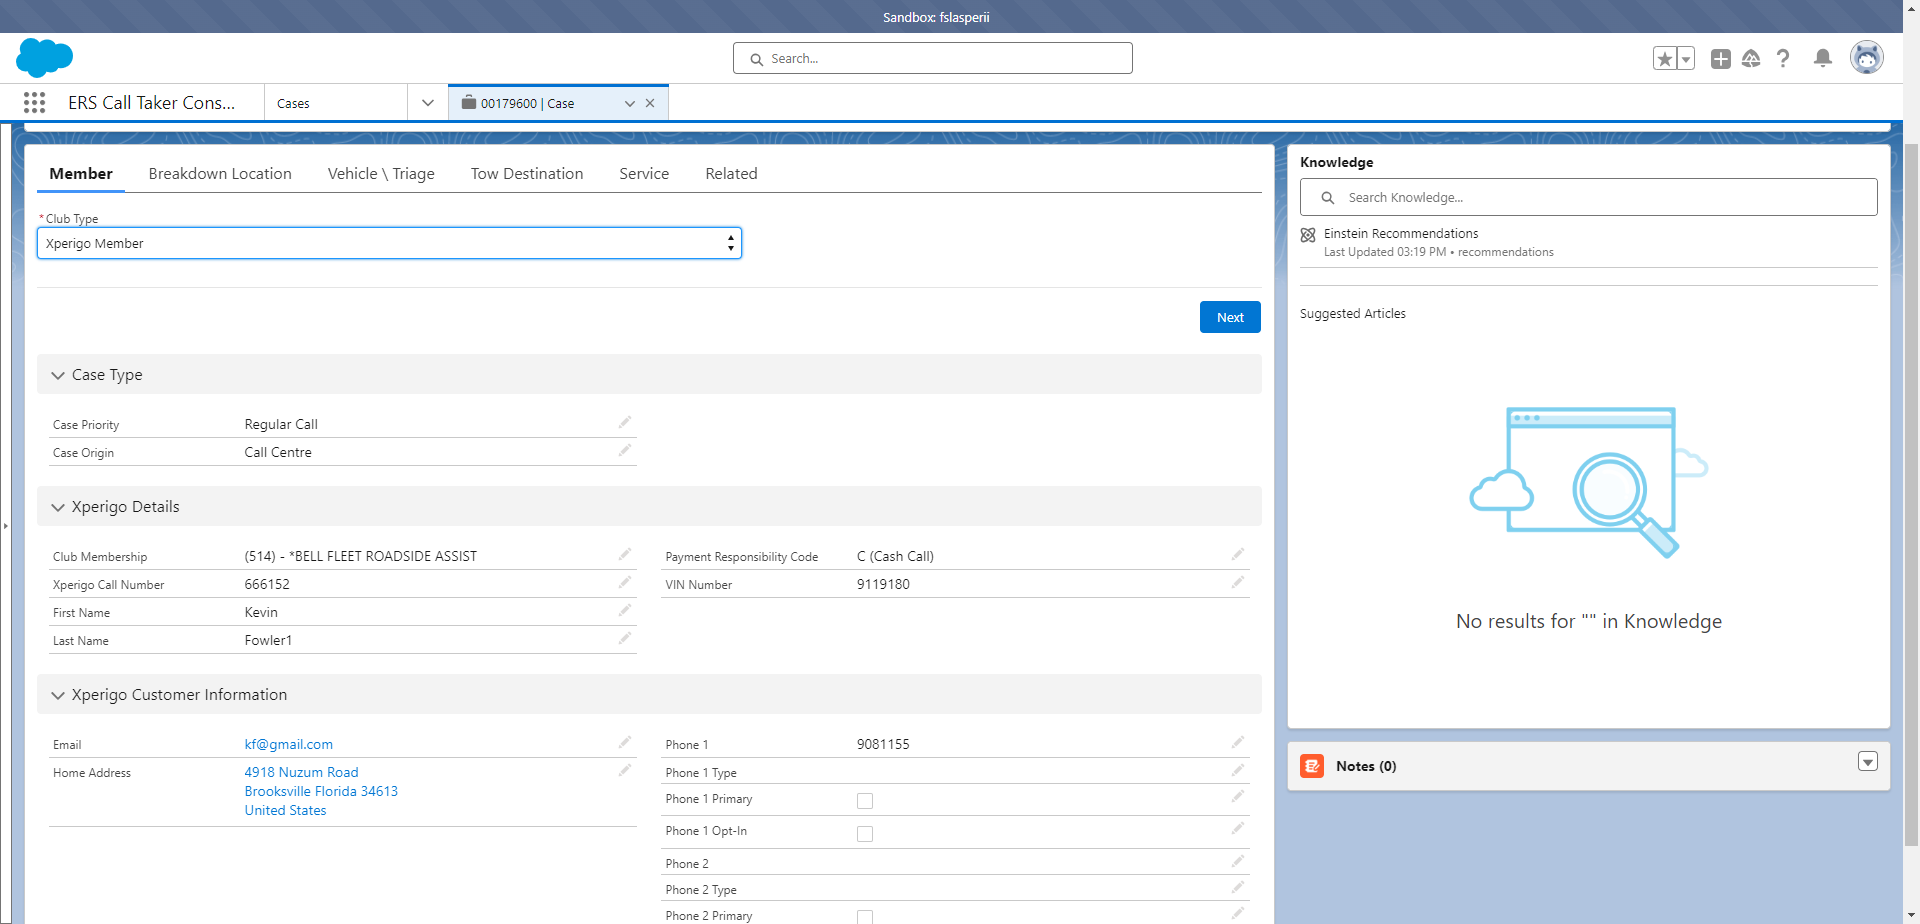 Sandbox: fslasperii
Search...
ERS Call Taker Cons...
Cases
00179600 | Case
Member
Breakdown Location
Vehicle \ Triage
Tow Destination
Service
Related
*Club Type
Xperigo Member
Next
Case Type
Case Priority
Regular Call
Case Origin
Call Centre
Xperigo Details
Club Membership
(514) - *BELL FLEET ROADSIDE ASSIST
Xperigo Call Number
666152
First Name
Kevin
Last Name
Fowler1
Payment Responsibility Code
C (Cash Call)
VIN Number
9119180
Xperigo Customer Information
Email
kf@gmail.com
Home Address
4918 Nuzum Road
Brooksville Florida 34613
United States
Phone 1
9081155
Phone 1 Type
Phone 1 Primary
Phone 1 Opt-In
Phone 2
Phone 2 Type
Phone 2 Primary
Knowledge
Search Knowledge...
Einstein Recommendations
Last Updated 03:19 PM • recommendations
Suggested Articles
No results for "" in Knowledge
Notes (0)